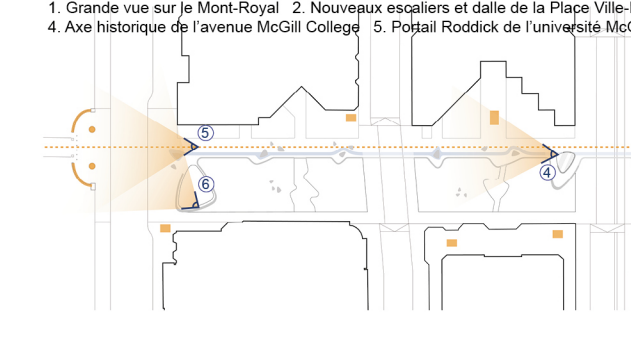 1. Grande vue sur le Mont-Royal 2. Nouveaux escaliers et dalle de la Place Ville-
4. Axe historique de l'avenue McGill College 5. Portail Roddick de l'université Mc
5
4
6